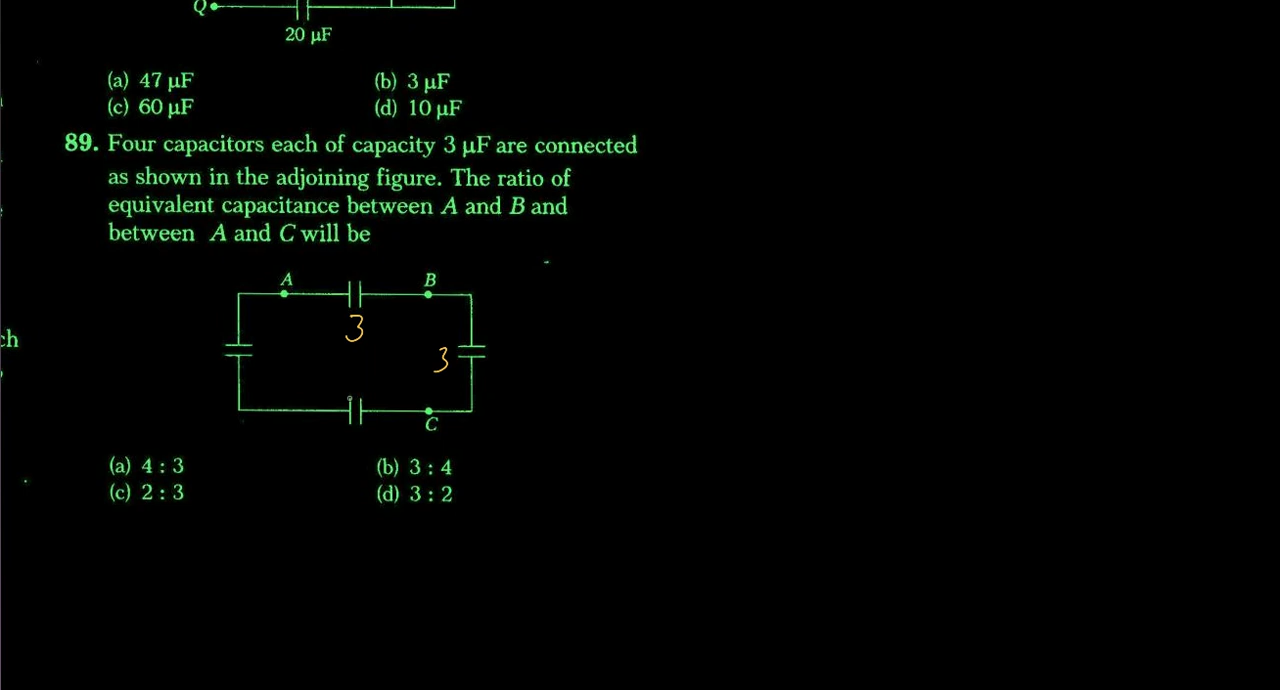 Q
20 µF
(a) 47 µF (b) 3 µF
(c) 60 µF (d) 10 µF
89. Four capacitors each of capacity 3 µF are connected
as shown in the adjoining figure. The ratio of
equivalent capacitance between A and B and
between A and C will be
A B
3
ch
3
C
(a) 4 : 3 (b) 3 : 4
(c) 2 : 3 (d) 3 : 2